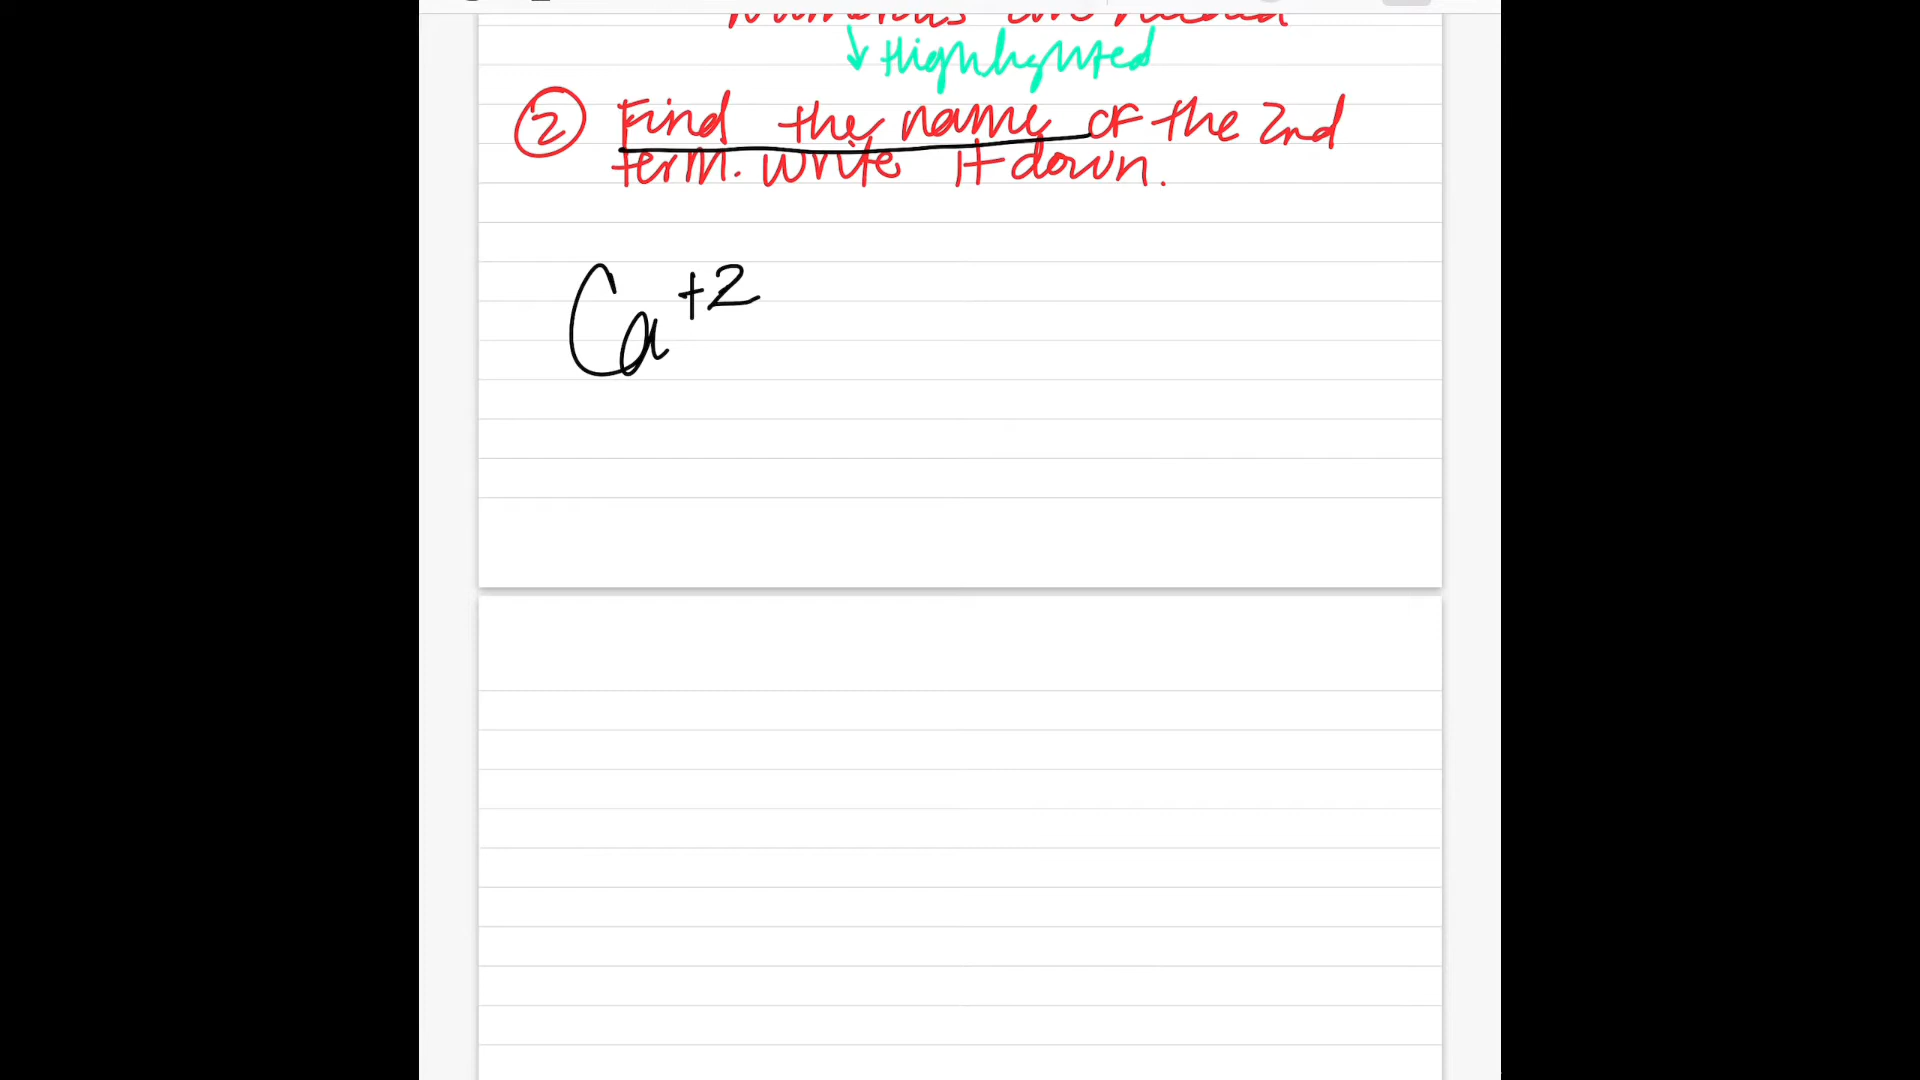 Highlighted
② Find the name of the 2nd
term. Write it down.
Ca⁺²